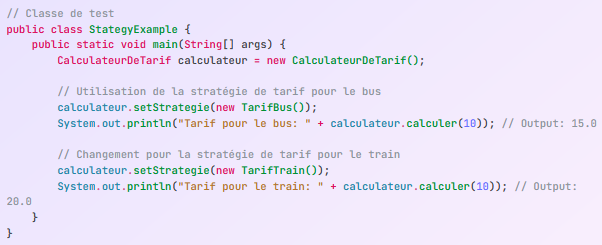 // Classe de test
public class StategyExample {
    public static void main(String[] args) {
        CalculateurDeTarif calculateur = new CalculateurDeTarif();

        // Utilisation de la stratégie de tarif pour le bus
        calculateur.setStrategie(new TarifBus());
        System.out.println("Tarif pour le bus: " + calculateur.calculer(10)); // Output: 15.0

        // Changement pour la stratégie de tarif pour le train
        calculateur.setStrategie(new TarifTrain());
        System.out.println("Tarif pour le train: " + calculateur.calculer(10)); // Output:
20.0
    }
}